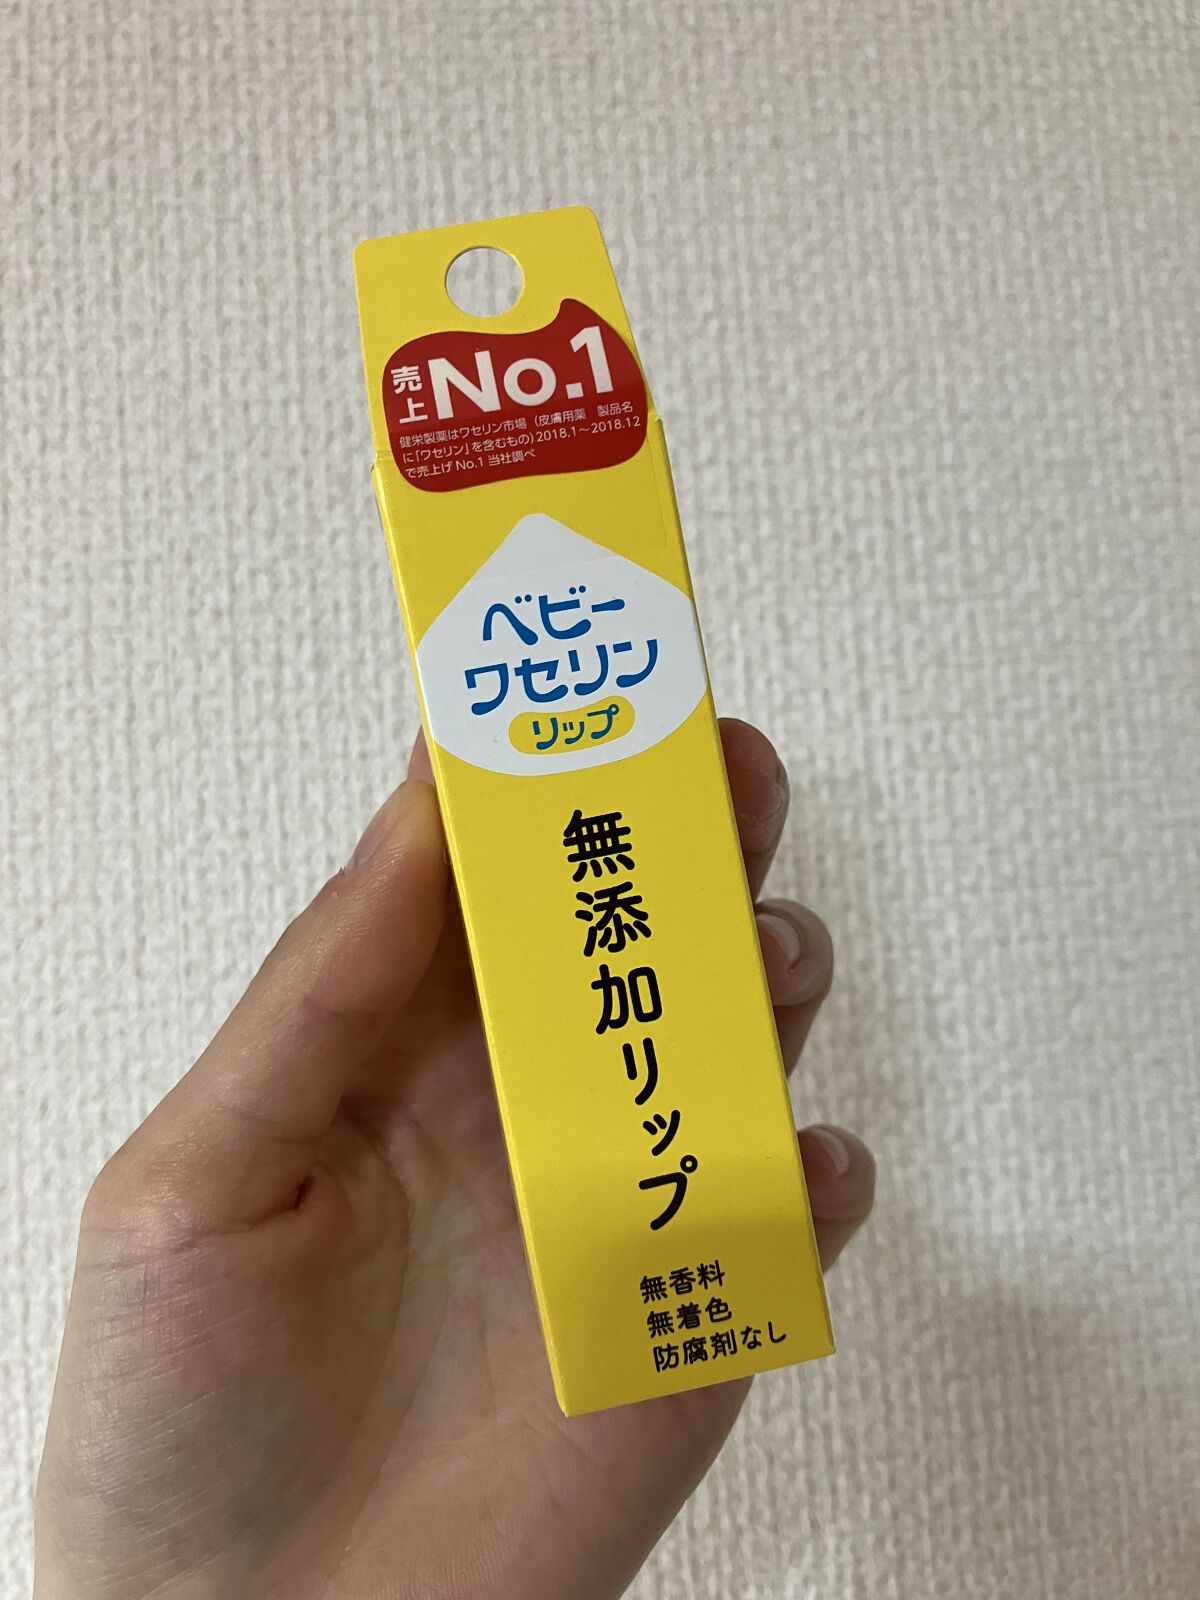 売上No.1
健栄製薬はワセリン市場（皮膚用薬　製品名
に「ワセリン」を含むもの）2018.1〜2018.12
で売上げNo.1 当社調べ
ベビー
ワセリン
リップ
無添加リップ
無香料
無着色
防腐剤なし